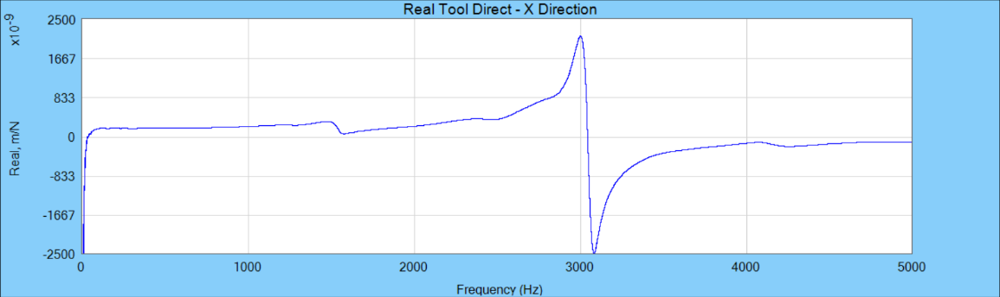 Real Tool Direct - X Direction
x10-9
2500
1667
833
0
-833
-1667
-2500
Real, m/N
0 1000 2000 3000 4000 5000
Frequency (Hz)